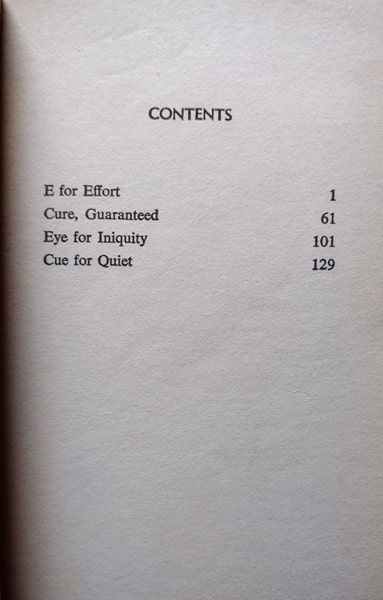 CONTENTS
E for Effort 1
Cure, Guaranteed 61
Eye for Iniquity 101
Cue for Quiet 129